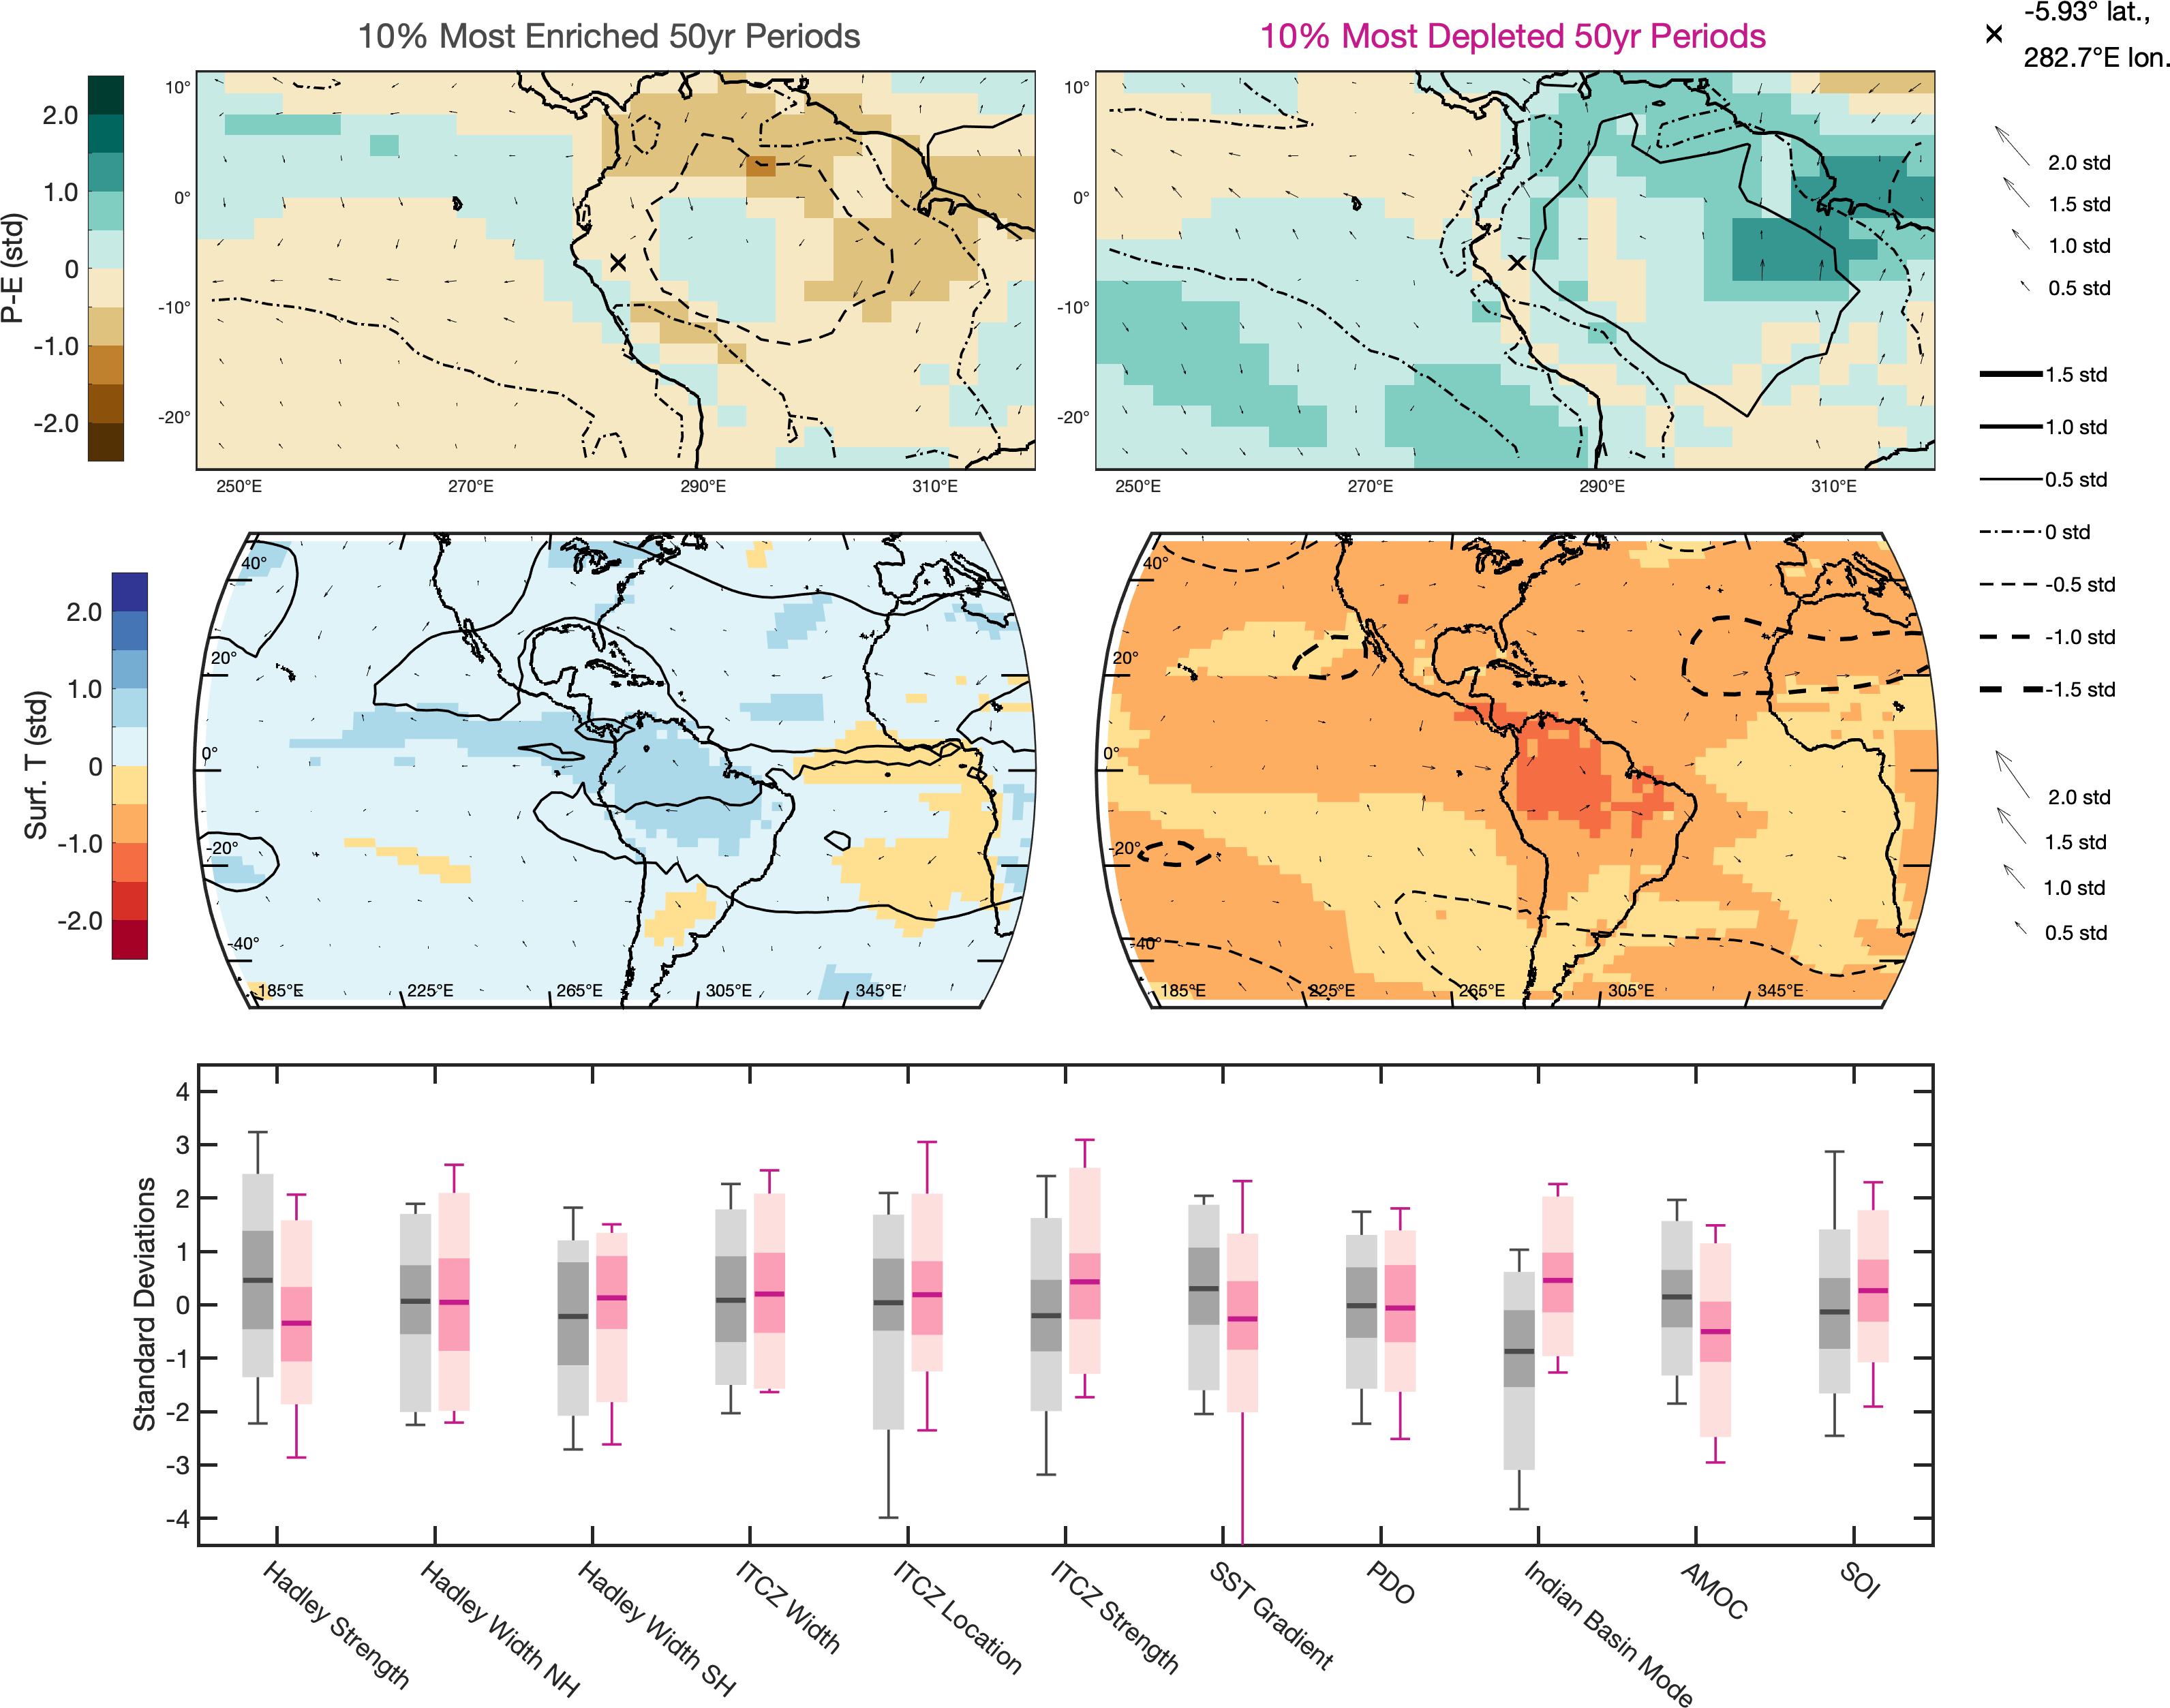 10% Most Enriched 50yr Periods
10% Most Depleted 50yr Periods
-5.93° lat.,
282.7°E lon.
P-E (std)
2.0
1.0
0
-1.0
-2.0
10°
0°
-10°
-20°
250°E
270°E
290°E
310°E
10°
0°
-10°
-20°
250°E
270°E
290°E
310°E
2.0 std
1.5 std
1.0 std
0.5 std
1.5 std
1.0 std
0.5 std
0 std
-0.5 std
-1.0 std
-1.5 std
2.0 std
1.5 std
1.0 std
0.5 std
Surf. T (std)
2.0
1.0
0
-1.0
-2.0
40°
20°
0°
-20°
-40°
185°E
225°E
265°E
305°E
345°E
40°
20°
0°
-20°
-40°
185°E
225°E
265°E
305°E
345°E
Standard Deviations
4
3
2
1
0
-1
-2
-3
-4
Hadley Strength
Hadley Width NH
Hadley Width SH
ITCZ Width
ITCZ Location
ITCZ Strength
SST Gradient
PDO
Indian Basin Mode
AMOC
SOI